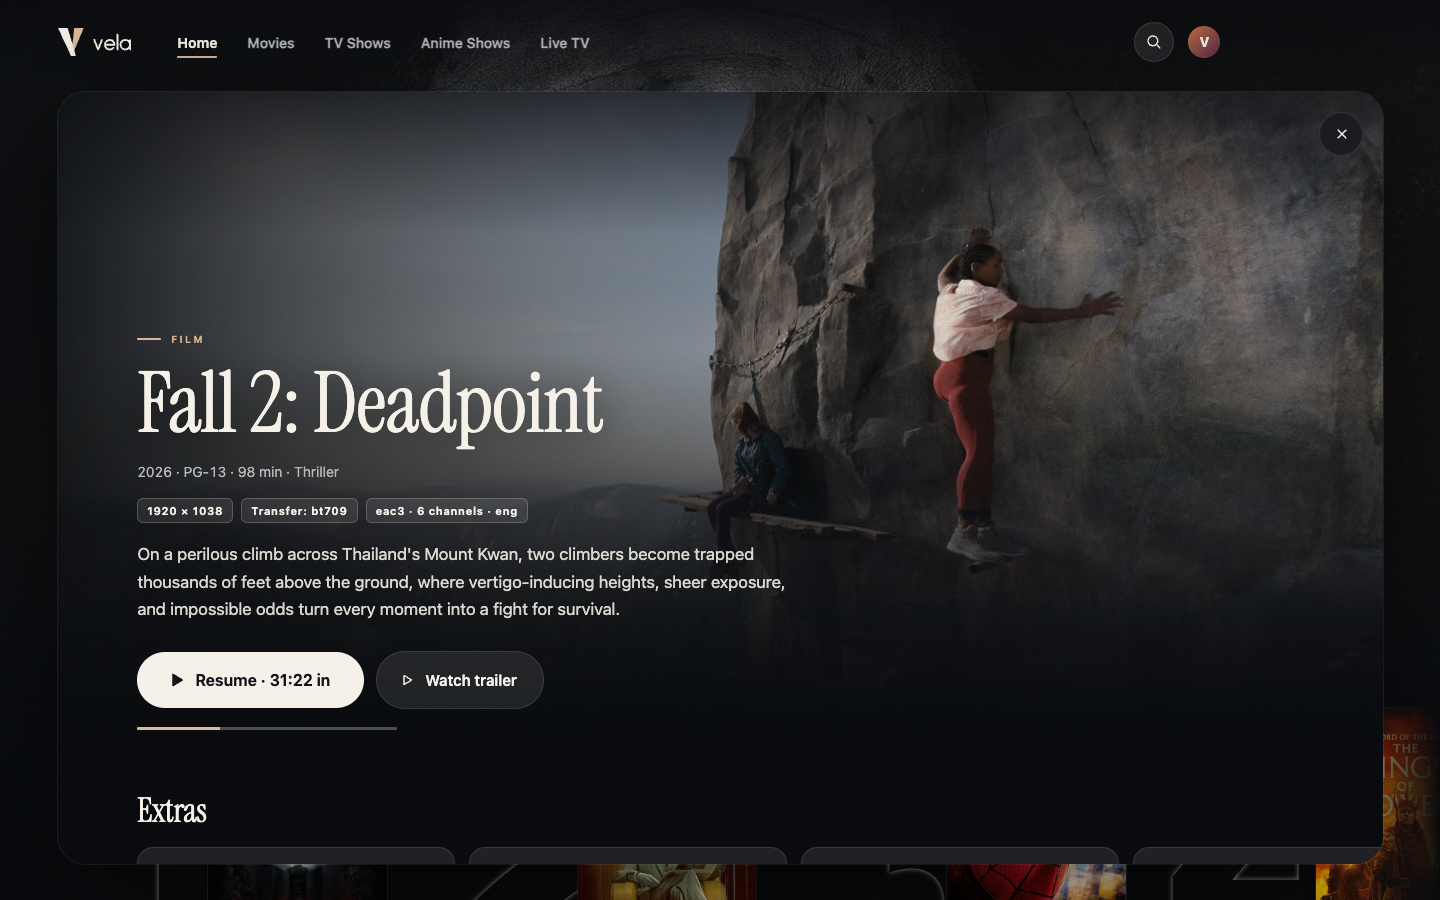 vela
Home
Movies
TV Shows
Anime Shows
Live TV
V
FILM
Fall 2: Deadpoint
2026 · PG-13 · 98 min · Thriller
1920 × 1038
Transfer: bt709
eac3 · 6 channels · eng
On a perilous climb across Thailand's Mount Kwan, two climbers become trapped
thousands of feet above the ground, where vertigo-inducing heights, sheer exposure,
and impossible odds turn every moment into a fight for survival.
Resume · 31:22 in
Watch trailer
Extras
THE
OF